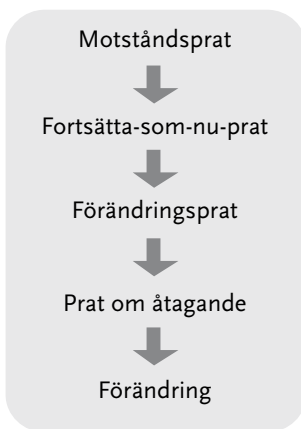 Motståndsprat
Fortsätta-som-nu-prat
Förändringsprat
Prat om åtagande
Förändring